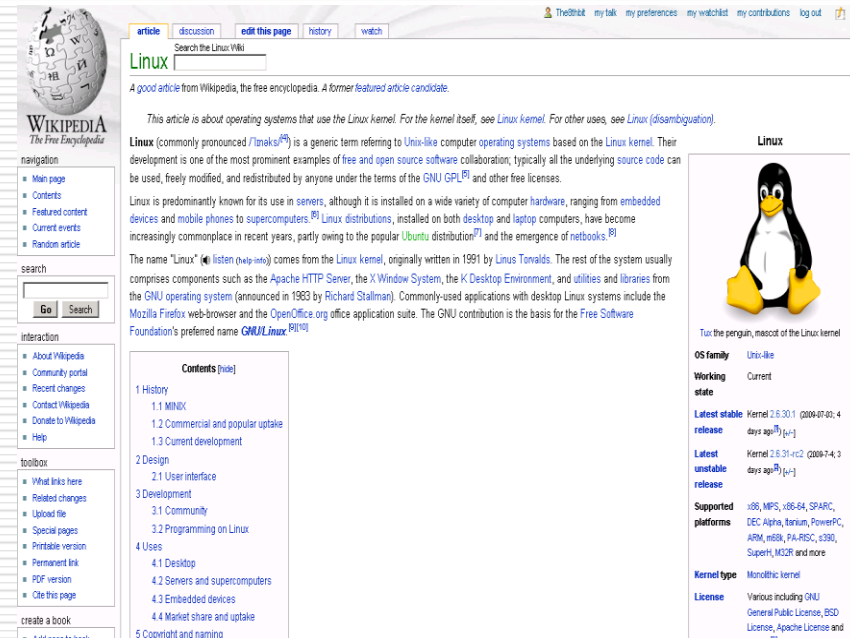 The8thbit my talk my preferences my watchlist my contributions log out
article discussion edit this page history watch
Linux
Search the Linux Wiki
A good article from Wikipedia, the free encyclopedia. A former featured article candidate.
This article is about operating systems that use the Linux kernel. For the kernel itself, see Linux kernel. For other uses, see Linux (disambiguation).
Linux (commonly pronounced /ˈlɪnəks/[4]) is a generic term referring to Unix-like computer operating systems based on the Linux kernel. Their
development is one of the most prominent examples of free and open source software collaboration; typically all the underlying source code can
be used, freely modified, and redistributed by anyone under the terms of the GNU GPL[5] and other free licenses.
Linux is predominantly known for its use in servers, although it is installed on a wide variety of computer hardware, ranging from embedded
devices and mobile phones to supercomputers.[6] Linux distributions, installed on both desktop and laptop computers, have become
increasingly commonplace in recent years, partly owing to the popular Ubuntu distribution[7] and the emergence of netbooks.[8]
The name "Linux" ( listen (help·info)) comes from the Linux kernel, originally written in 1991 by Linus Torvalds. The rest of the system usually
comprises components such as the Apache HTTP Server, the X Window System, the K Desktop Environment, and utilities and libraries from
the GNU operating system (announced in 1983 by Richard Stallman). Commonly-used applications with desktop Linux systems include the
Mozilla Firefox web-browser and the OpenOffice.org office application suite. The GNU contribution is the basis for the Free Software
Foundation's preferred name GNU/Linux.[9][10]
Contents [hide]
1 History
1.1 MINIX
1.2 Commercial and popular uptake
1.3 Current development
2 Design
2.1 User interface
3 Development
3.1 Community
3.2 Programming on Linux
4 Uses
4.1 Desktop
4.2 Servers and supercomputers
4.3 Embedded devices
4.4 Market share and uptake
5 Copyright and naming
Linux
Tux the penguin, mascot of the Linux kernel
OS family Unix-like
Working state Current
Latest stable release Kernel 2.6.30.1 (2009-07-03; 4
days ago) [+/-]
Latest unstable release Kernel 2.6.31-rc2 (2009-7-4; 3
days ago) [+/-]
Supported platforms x86, MIPS, x86-64, SPARC,
DEC Alpha, Itanium, PowerPC,
ARM, m68k, PA-RISC, s390,
SuperH, M32R and more
Kernel type Monolithic kernel
License Various including GNU
General Public License, BSD
License, Apache License and
WIKIPEDIA
The Free Encyclopedia
navigation
Main page
Contents
Featured content
Current events
Random article
search
Go Search
interaction
About Wikipedia
Community portal
Recent changes
Contact Wikipedia
Donate to Wikipedia
Help
toolbox
What links here
Related changes
Upload file
Special pages
Printable version
Permanent link
PDF version
Cite this page
create a book